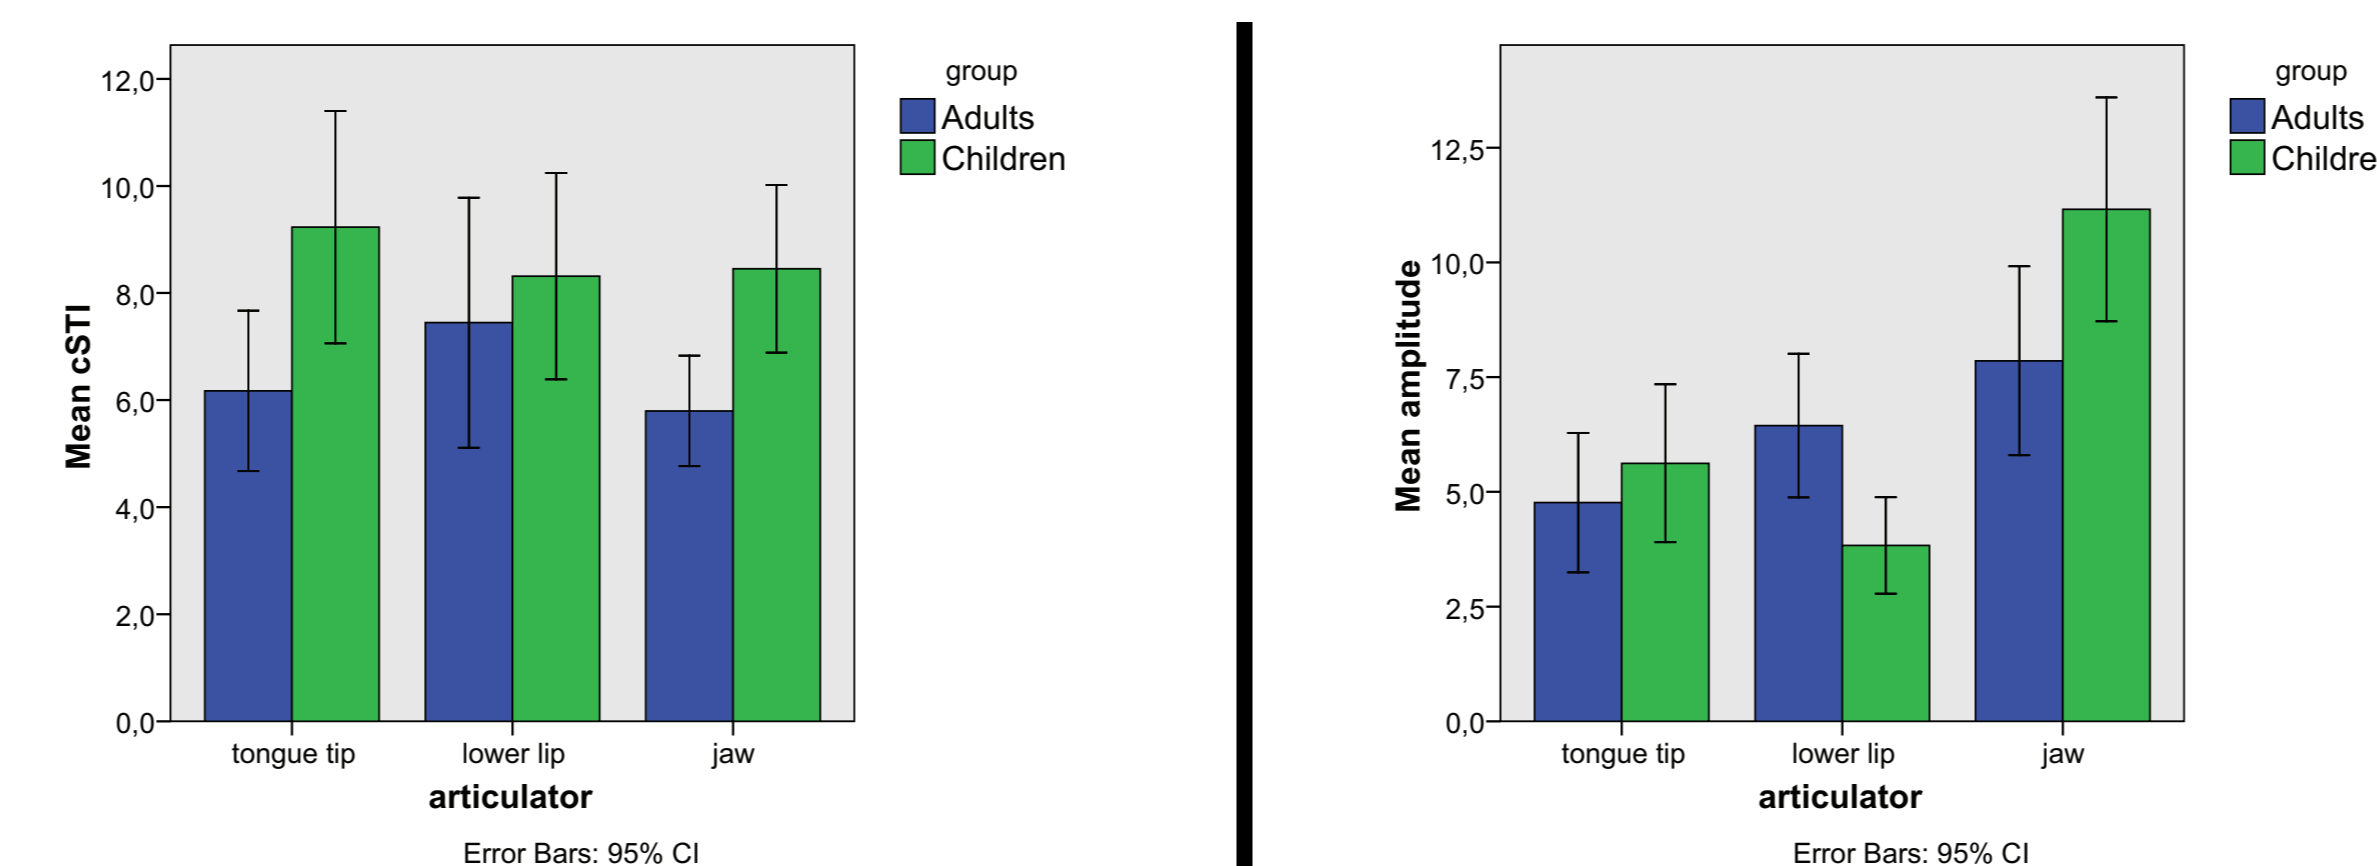 12,0
10,0
8,0
6,0
4,0
2,0
0,0
Mean cSTI
tongue tip lower lip jaw
articulator
Error Bars: 95% CI
group
Adults
Children
12,5
10,0
7,5
5,0
2,5
0,0
Mean amplitude
tongue tip lower lip jaw
articulator
Error Bars: 95% CI
group
Adults
Childre